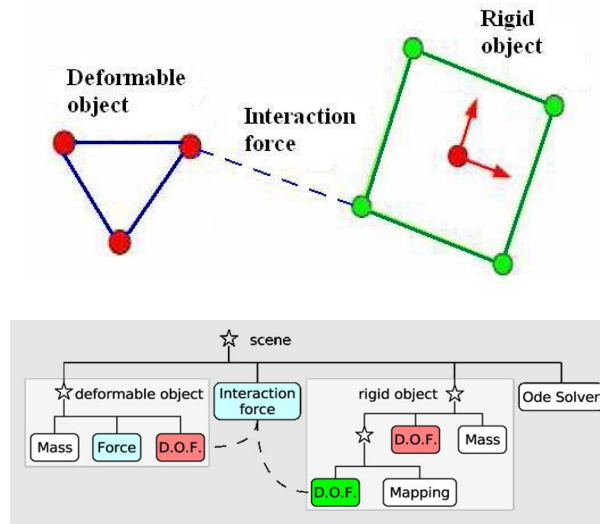 Rigid
object
Deformable
object
Interaction
force
scene
deformable object
Interaction
force
rigid object
Ode Solver
Mass
Force
D.O.F.
D.O.F.
Mass
D.O.F.
Mapping